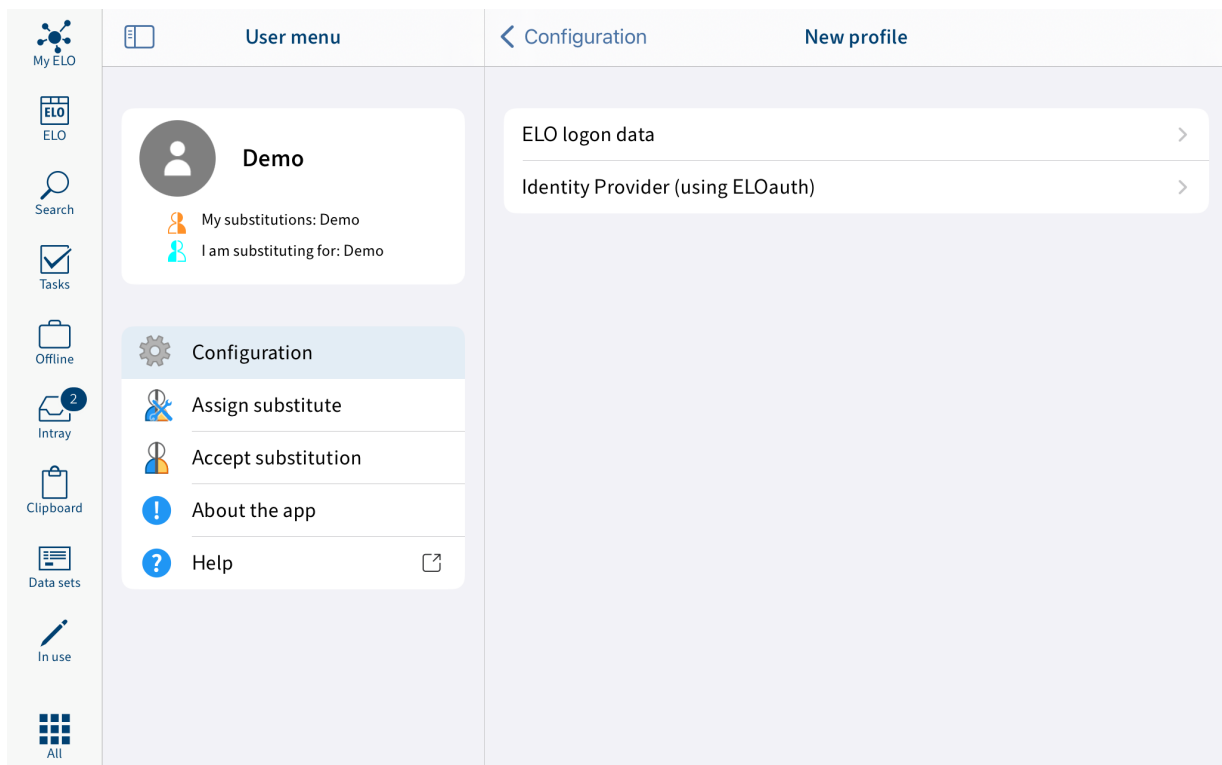 My ELO
ELO
ELO
Search
Tasks
Offline
2
Intray
Clipboard
Data sets
In use
All
User menu
Demo
My substitutions: Demo
I am substituting for: Demo
Configuration
Assign substitute
Accept substitution
About the app
Help
Configuration
New profile
ELO logon data
Identity Provider (using ELOauth)